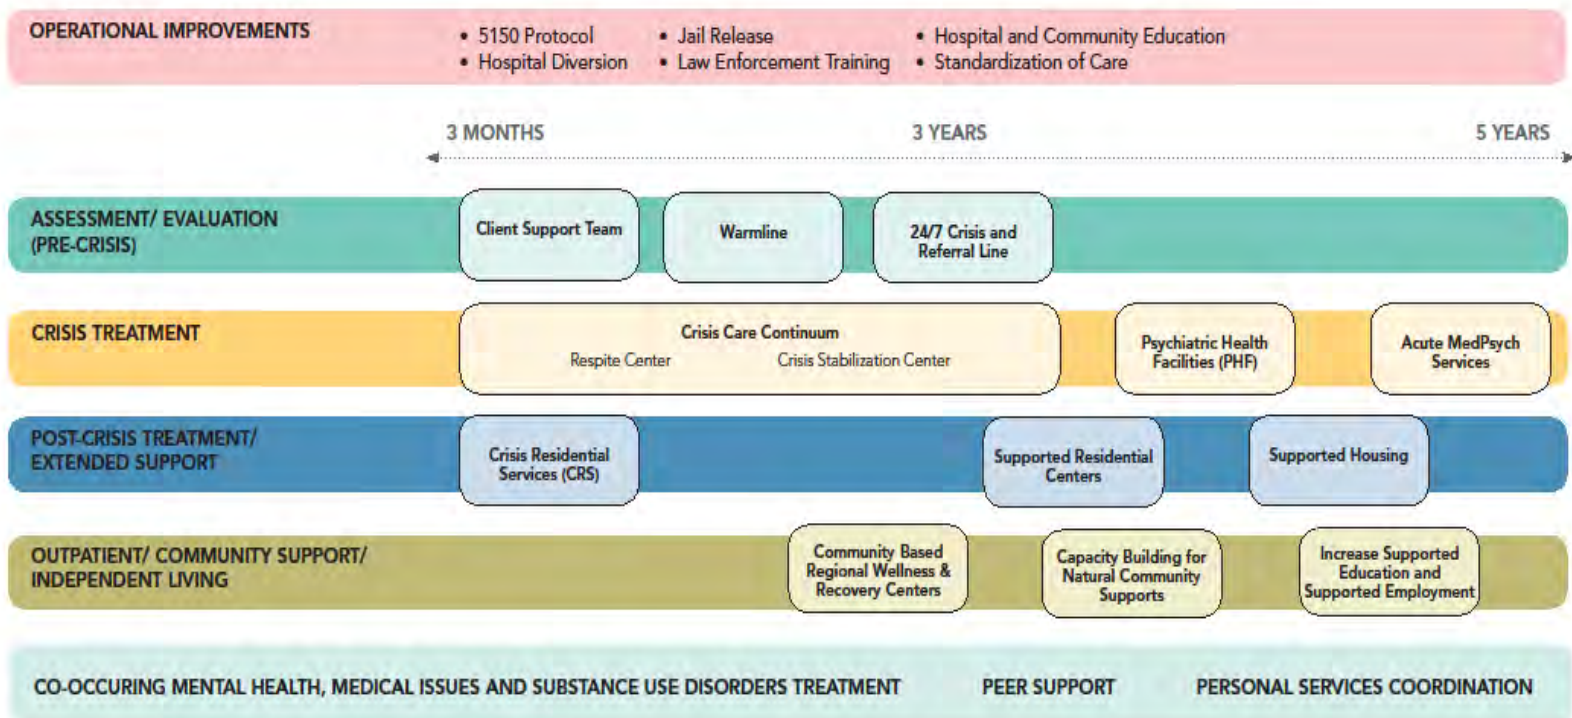 OPERATIONAL IMPROVEMENTS
• 5150 Protocol
• Hospital Diversion
• Jail Release
• Law Enforcement Training
• Hospital and Community Education
• Standardization of Care
3 MONTHS
3 YEARS
5 YEARS
ASSESSMENT/ EVALUATION
(PRE-CRISIS)
Client Support Team
Warmline
24/7 Crisis and
Referral Line
CRISIS TREATMENT
Crisis Care Continuum
Respite Center
Crisis Stabilization Center
Psychiatric Health
Facilities (PHF)
Acute MedPsych
Services
POST-CRISIS TREATMENT/
EXTENDED SUPPORT
Crisis Residential
Services (CRS)
Supported Residential
Centers
Supported Housing
OUTPATIENT/ COMMUNITY SUPPORT/
INDEPENDENT LIVING
Community Based
Regional Wellness &
Recovery Centers
Capacity Building for
Natural Community
Supports
Increase Supported
Education and
Supported Employment
CO-OCCURING MENTAL HEALTH, MEDICAL ISSUES AND SUBSTANCE USE DISORDERS TREATMENT
PEER SUPPORT
PERSONAL SERVICES COORDINATION